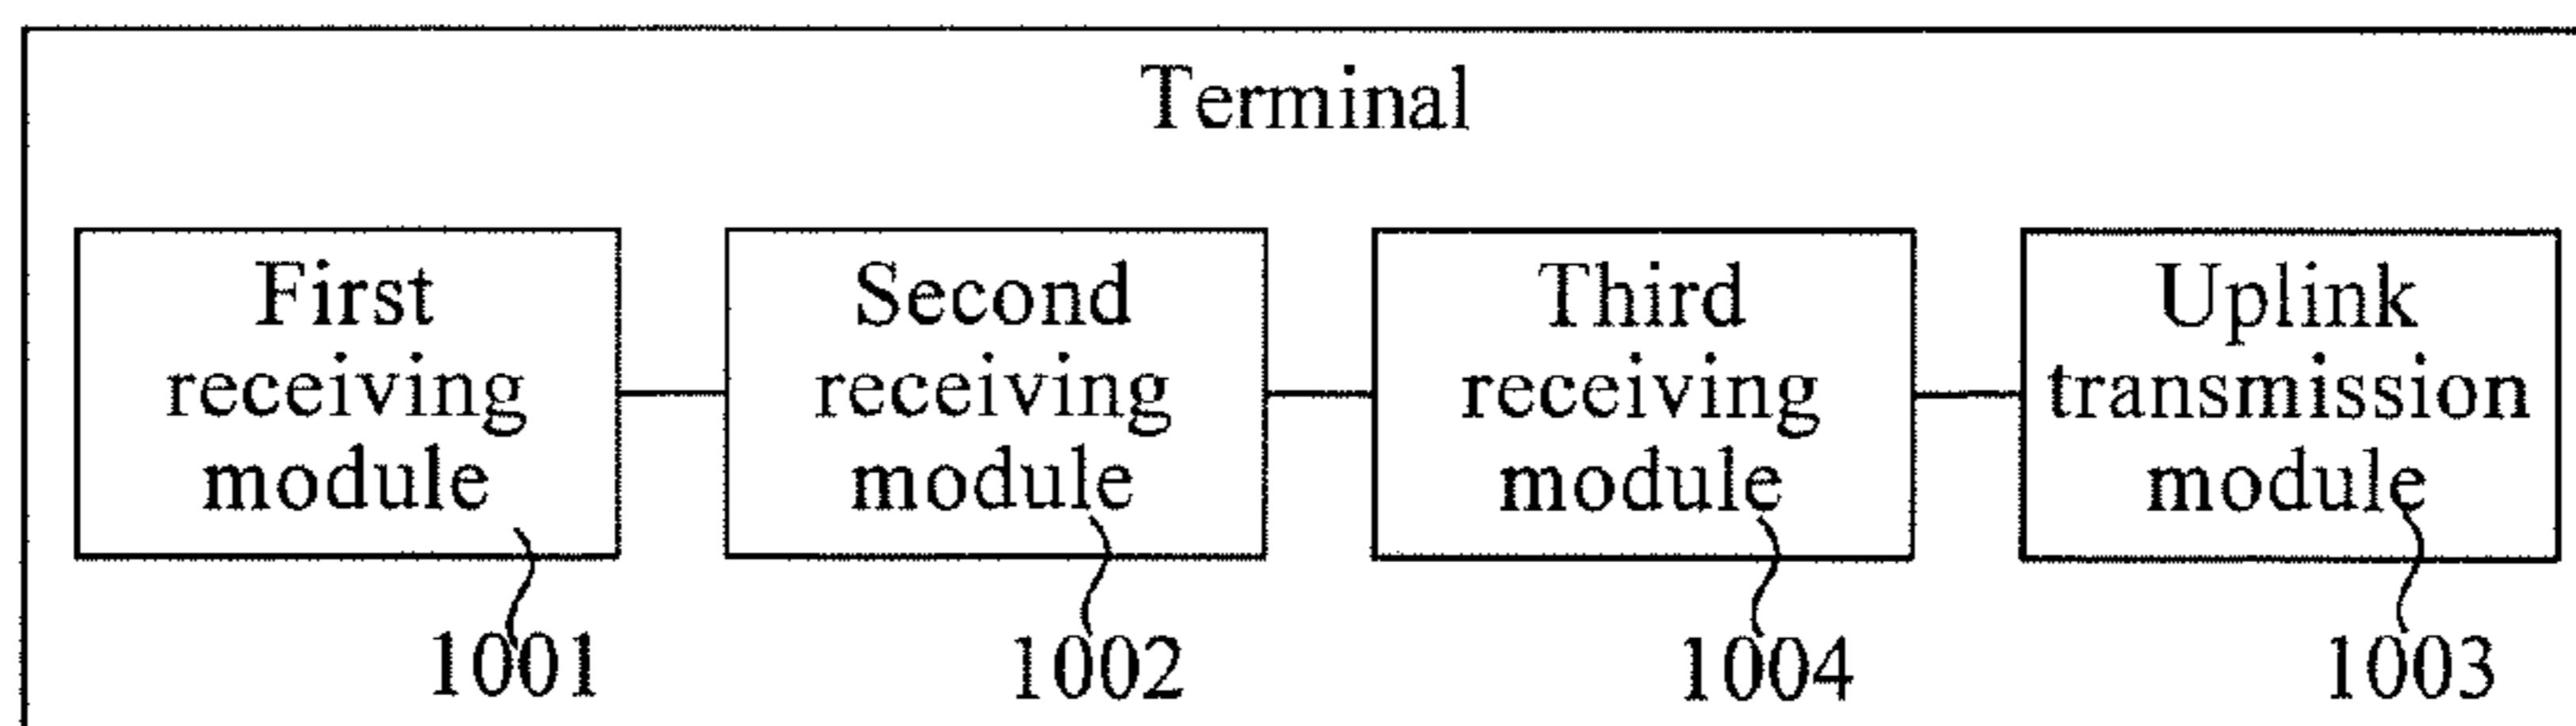 Terminal
First
receiving
module
Second
receiving
module
Third
receiving
module
Uplink
transmission
module
1001
1002
1004
1003